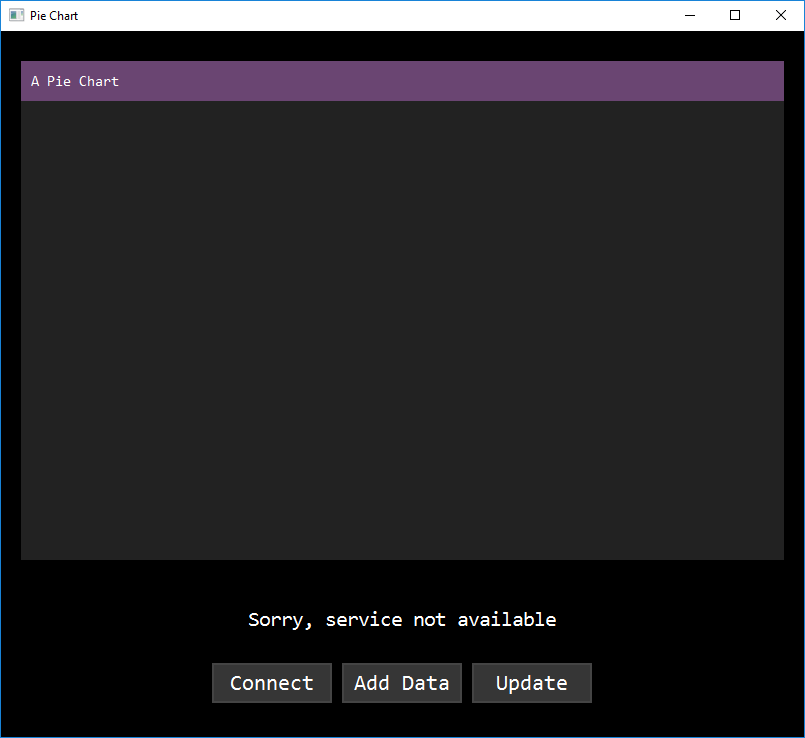 Pie Chart
A Pie Chart
Sorry, service not available
Connect Add Data Update